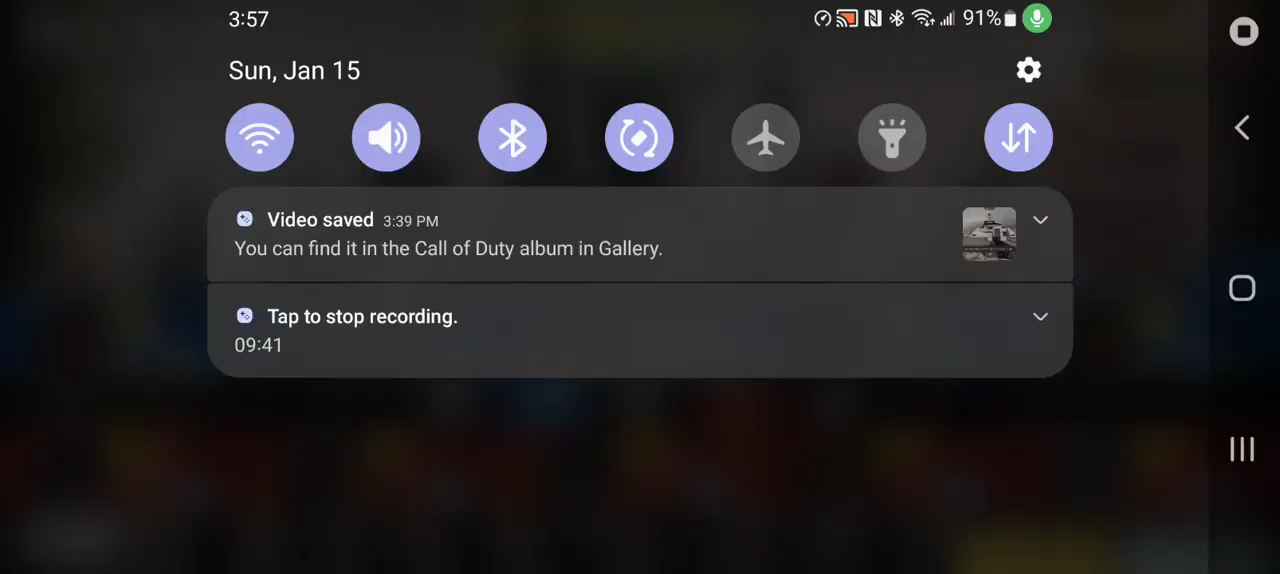 3:57
91%
Sun, Jan 15
Video saved 3:39 PM
You can find it in the Call of Duty album in Gallery.
Tap to stop recording.
09:41